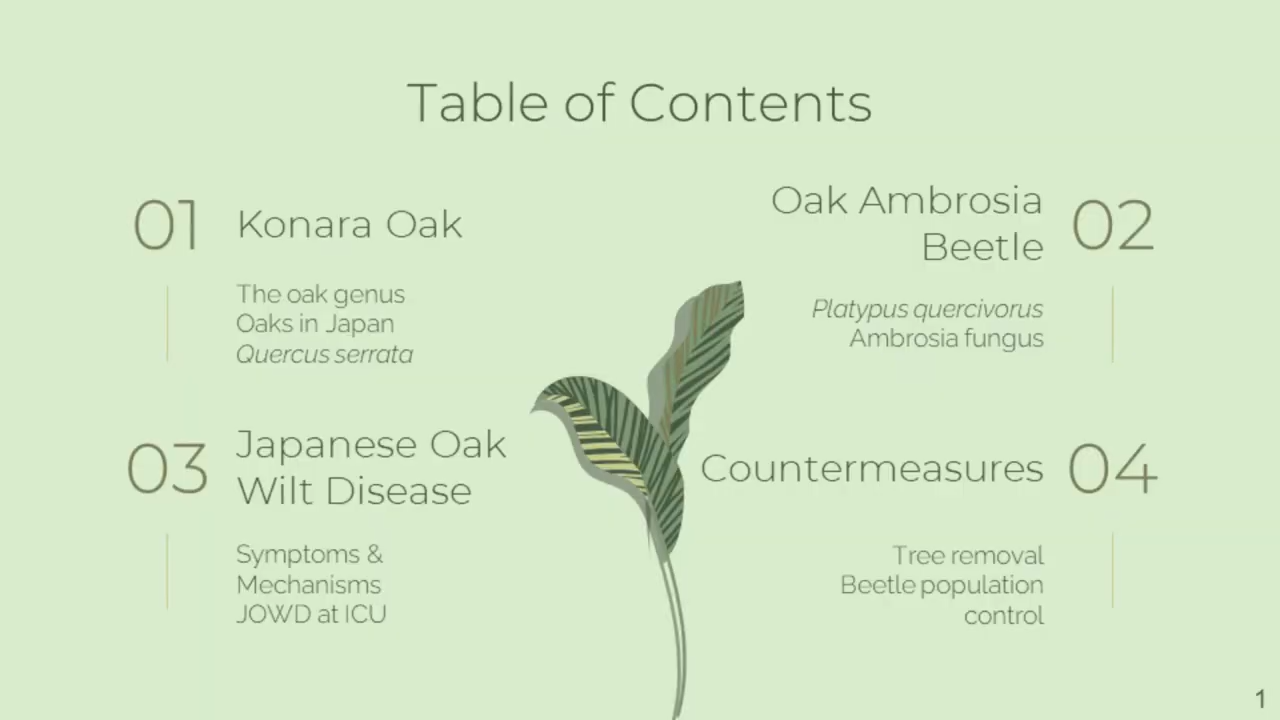 Table of Contents
01
Konara Oak
The oak genus
Oaks in Japan
Quercus serrata
Oak Ambrosia
Beetle
02
Platypus quercivorus
Ambrosia fungus
03
Japanese Oak
Wilt Disease
Symptoms &
Mechanisms
JOWD at ICU
Countermeasures
04
Tree removal
Beetle population
control
1